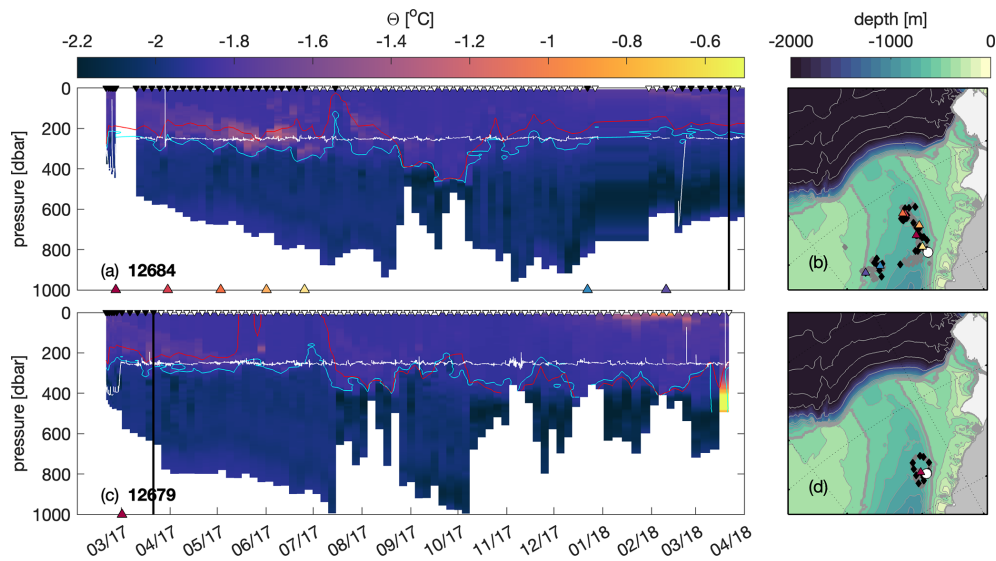 Θ [°C]
-2.2 -2 -1.8 -1.6 -1.4 -1.2 -1 -0.8 -0.6
depth [m]
-2000 -1000 0
pressure [dbar]
0
200
400
600
800
1000
(a) 12684
(b)
pressure [dbar]
0
200
400
600
800
1000
(c) 12679
(d)
03/17 04/17 05/17 06/17 07/17 08/17 09/17 10/17 11/17 12/17 01/18 02/18 03/18 04/18